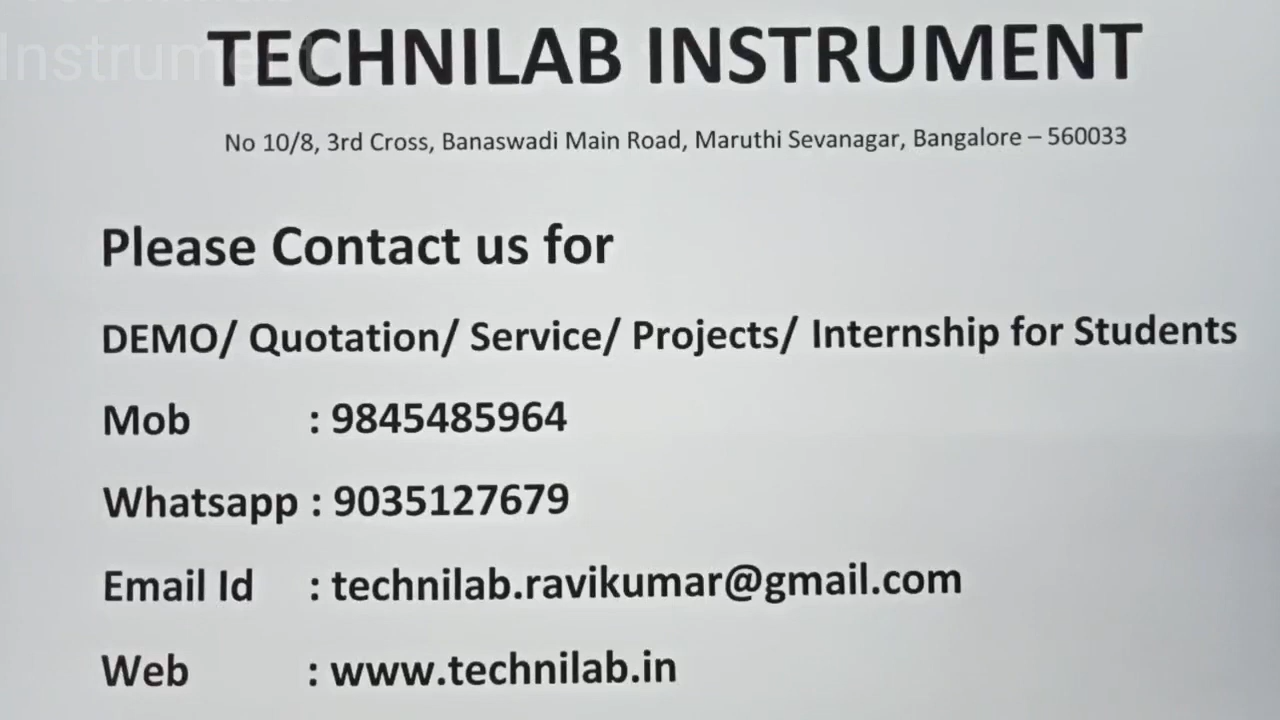 Instrument
TECHNILAB INSTRUMENT
No 10/8, 3rd Cross, Banaswadi Main Road, Maruthi Sevanagar, Bangalore – 560033
Please Contact us for
DEMO/ Quotation/ Service/ Projects/ Internship for Students
Mob : 9845485964
Whatsapp : 9035127679
Email Id : technilab.ravikumar@gmail.com
Web : www.technilab.in